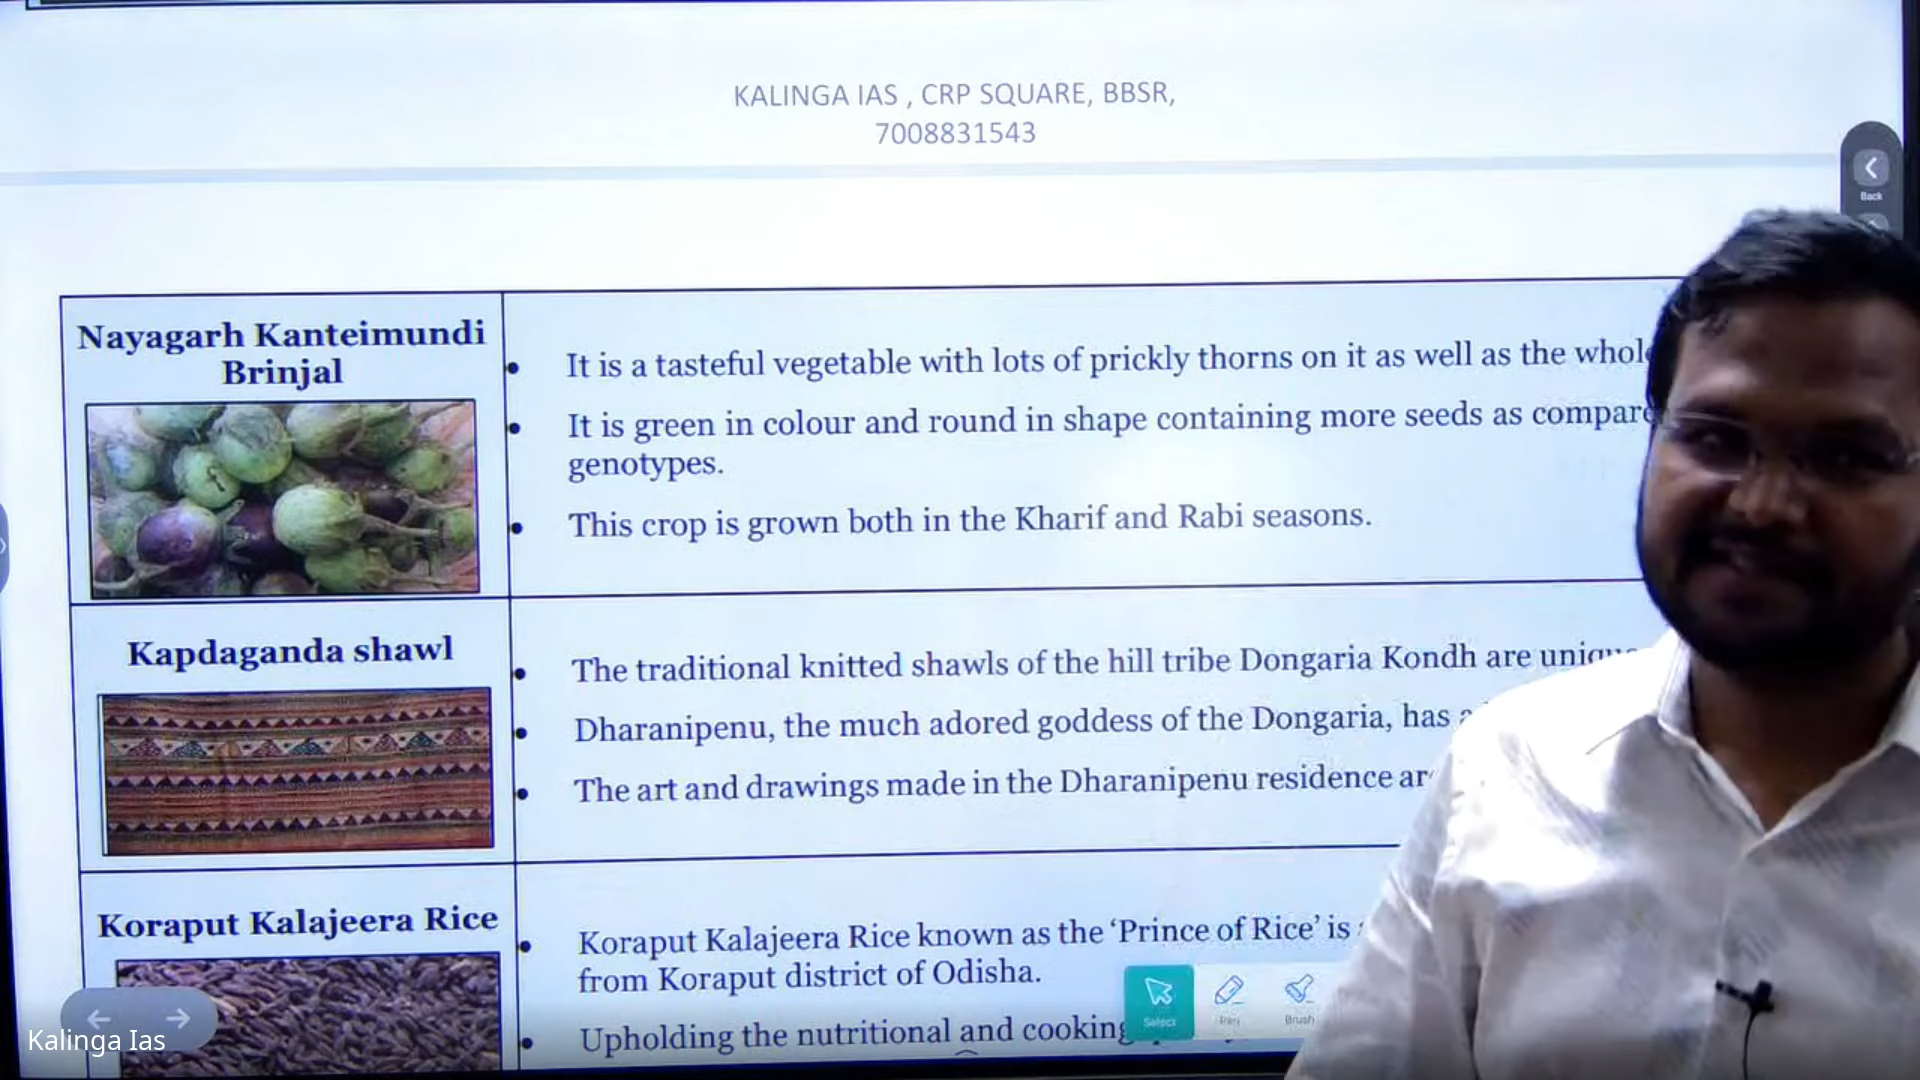 KALINGA IAS , CRP SQUARE, BBSR,
7008831543
Back
Nayagarh Kanteimundi
Brinjal
It is a tasteful vegetable with lots of prickly thorns on it as well as the whole
It is green in colour and round in shape containing more seeds as compare
genotypes.
This crop is grown both in the Kharif and Rabi seasons.
Kapdaganda shawl
The traditional knitted shawls of the hill tribe Dongaria Kondh are unique
Dharanipenu, the much adored goddess of the Dongaria, has
The art and drawings made in the Dharanipenu residence ar
Koraput Kalajeera Rice
Koraput Kalajeera Rice known as the ‘Prince of Rice’ is
from Koraput district of Odisha.
Upholding the nutritional and cooking
Select
Pen
Brush
Kalinga Ias